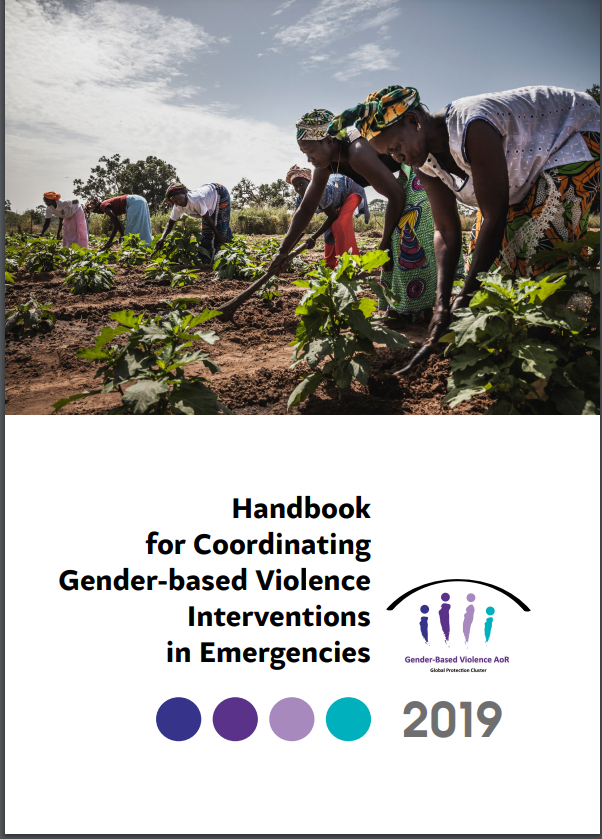 Handbook
for Coordinating
Gender-based Violence
Interventions
in Emergencies
Gender-Based Violence AoR
Global Protection Cluster
2019